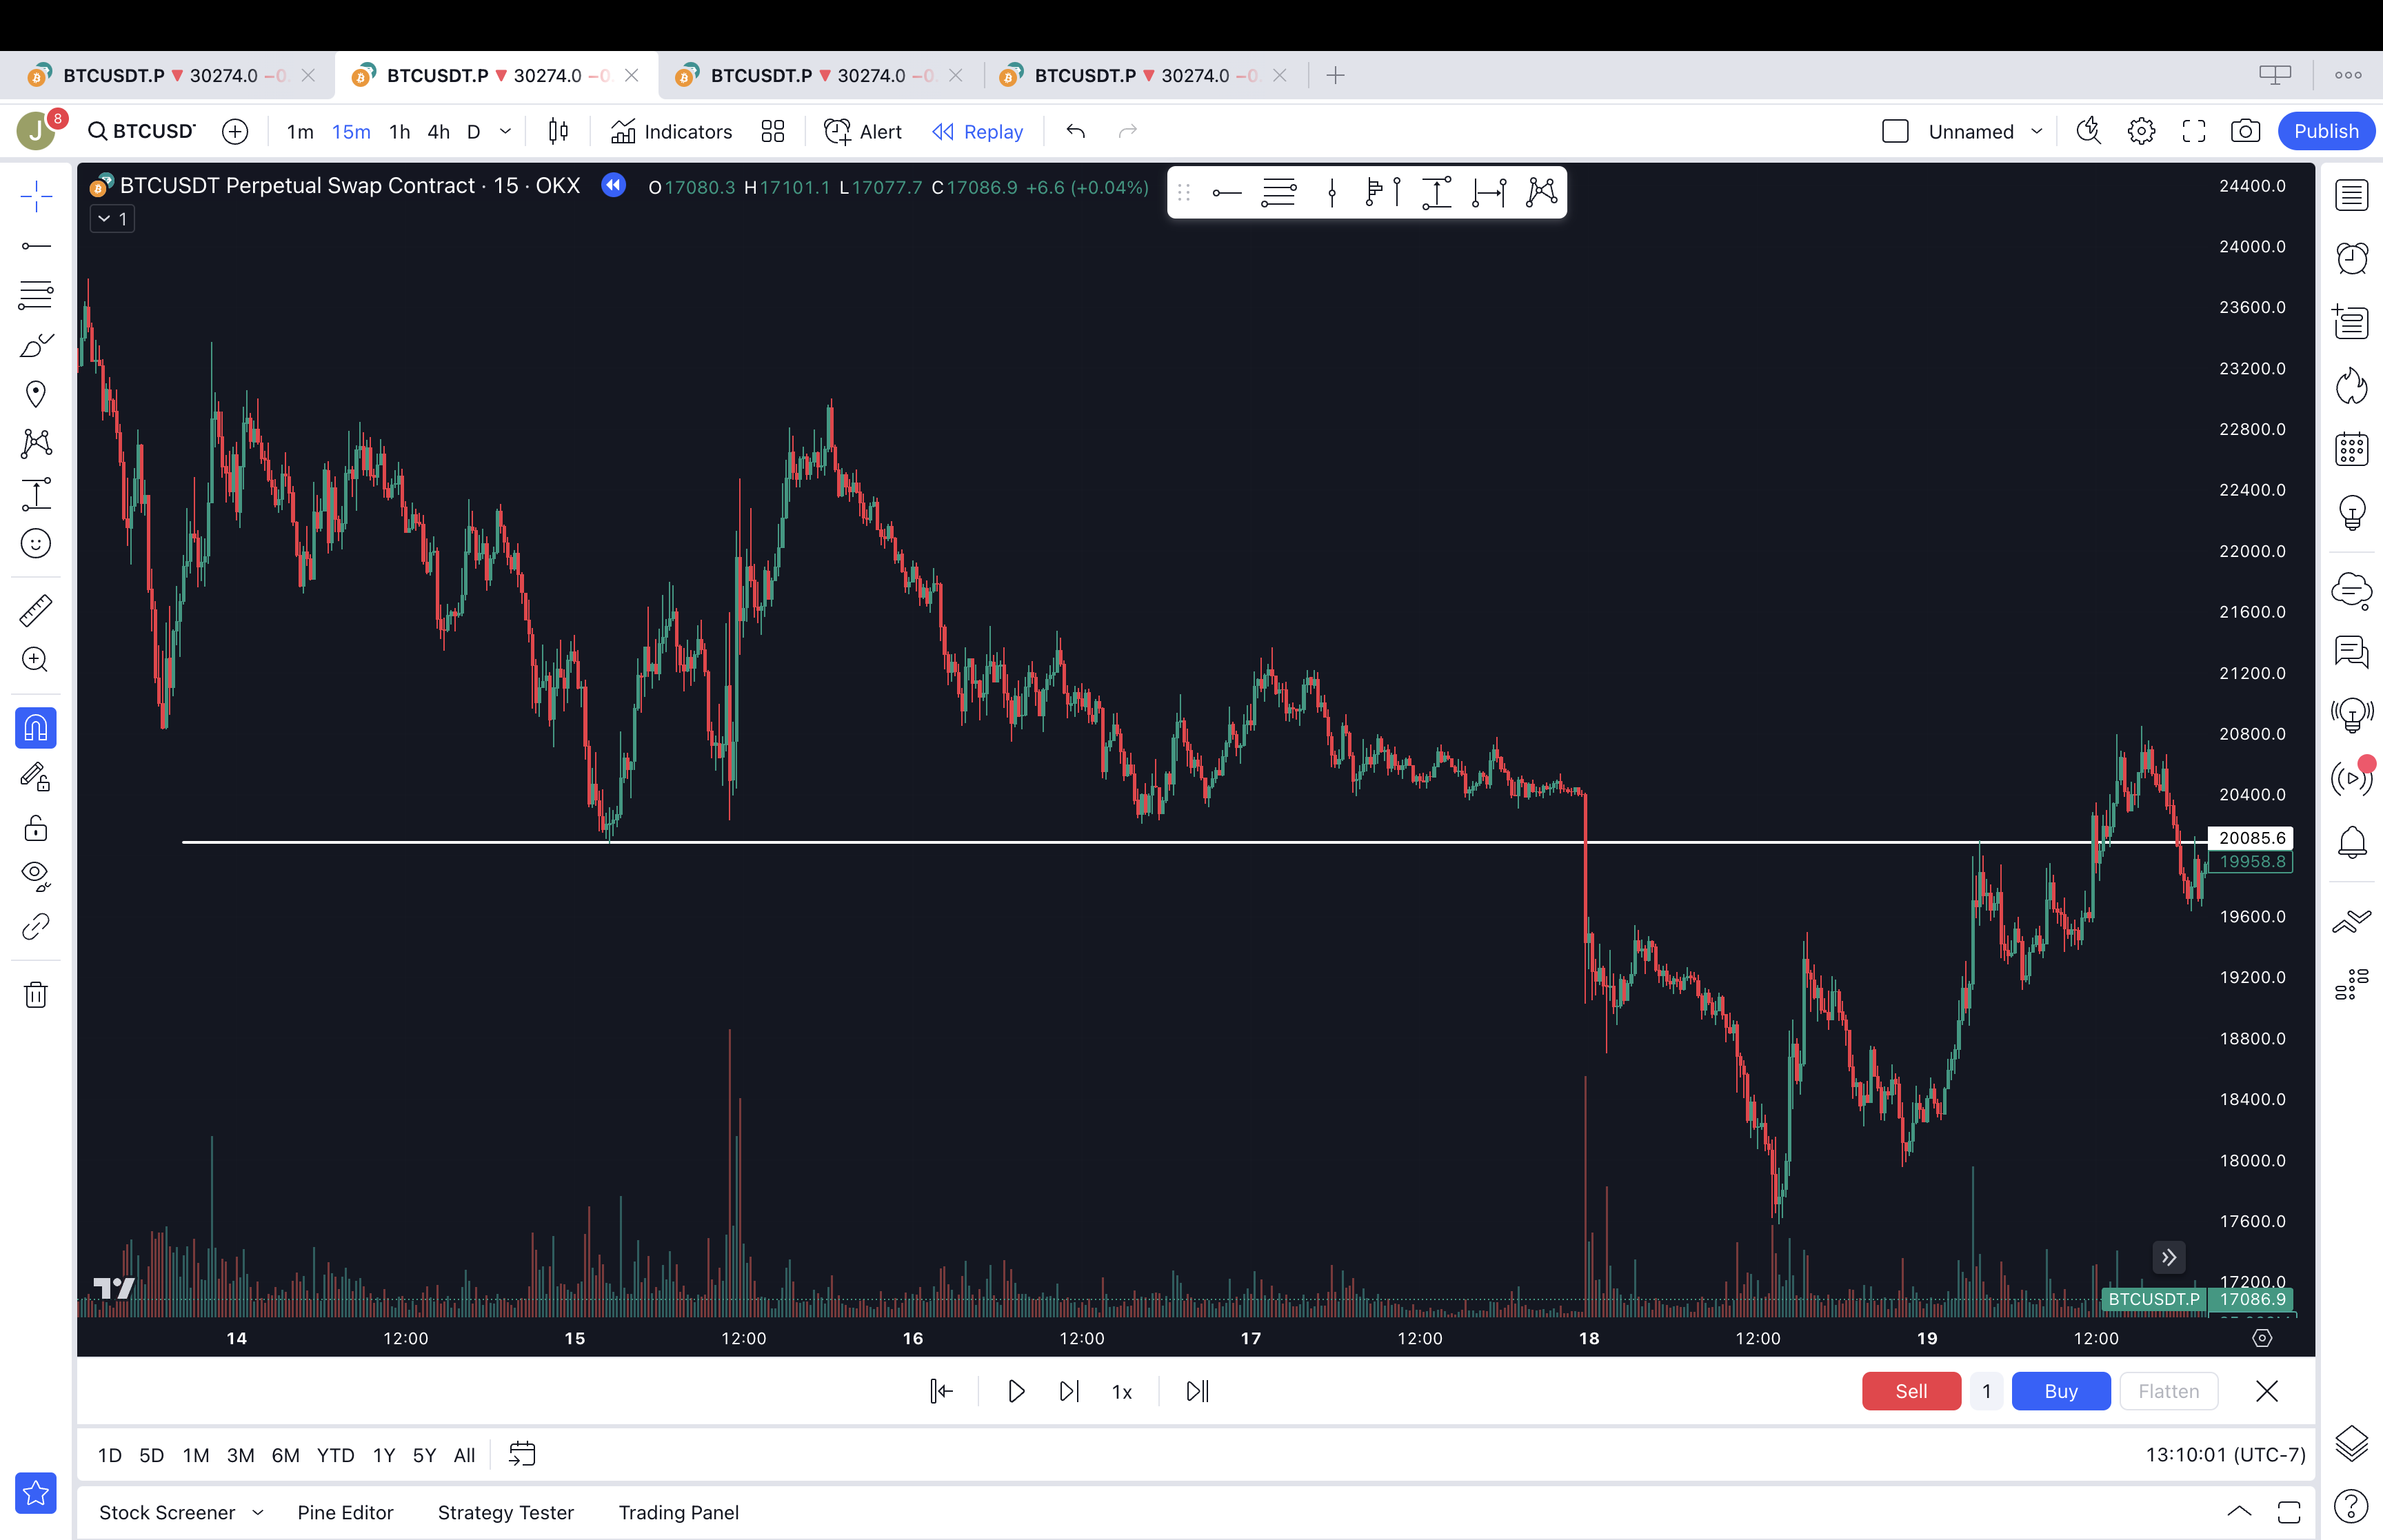 BTCUSDT.P ▼ 30274.0 −0. BTCUSDT.P ▼ 30274.0 −0. BTCUSDT.P ▼ 30274.0 −0. BTCUSDT.P ▼ 30274.0 −0.
J 8 BTCUSD 1m 15m 1h 4h D Indicators Alert Replay Unnamed Publish
BTCUSDT Perpetual Swap Contract · 15 · OKX O17080.3 H17101.1 L17077.7 C17086.9 +6.6 (+0.04%)
1
24400.0
24000.0
23600.0
23200.0
22800.0
22400.0
22000.0
21600.0
21200.0
20800.0
20400.0
20085.6
19958.8
19600.0
19200.0
18800.0
18400.0
18000.0
17600.0
17200.0
BTCUSDT.P 17086.9
14 12:00 15 12:00 16 12:00 17 12:00 18 12:00 19 12:00
1x Sell 1 Buy Flatten
1D 5D 1M 3M 6M YTD 1Y 5Y All 13:10:01 (UTC-7)
Stock Screener Pine Editor Strategy Tester Trading Panel